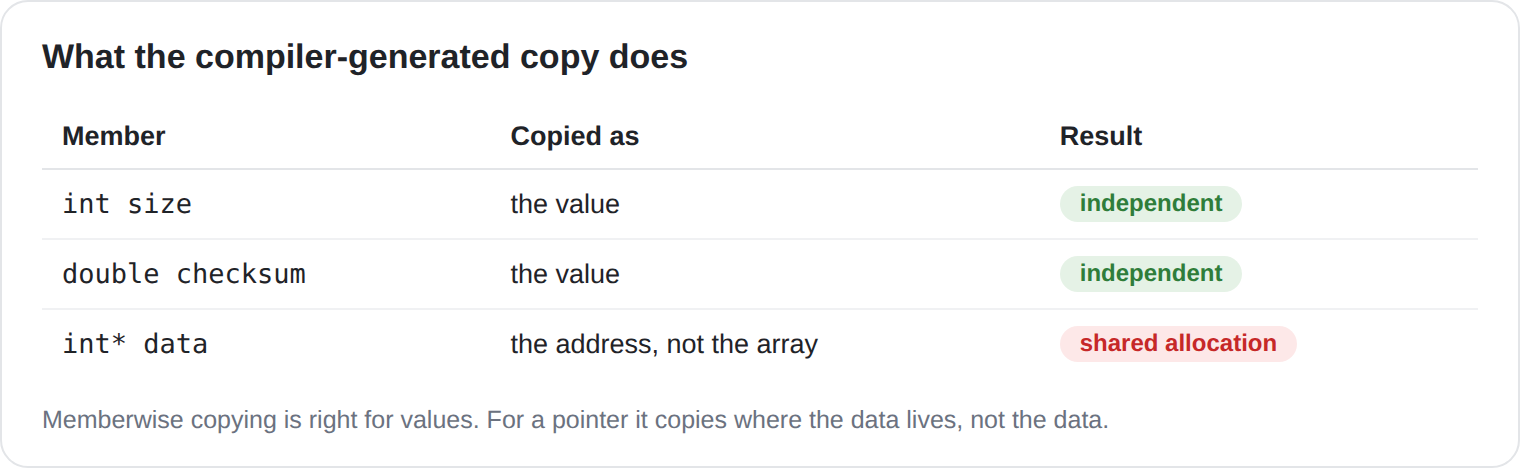 What the compiler-generated copy does
Member Copied as Result
int size the value independent
double checksum the value independent
int* data the address, not the array shared allocation
Memberwise copying is right for values. For a pointer it copies where the data lives, not the data.